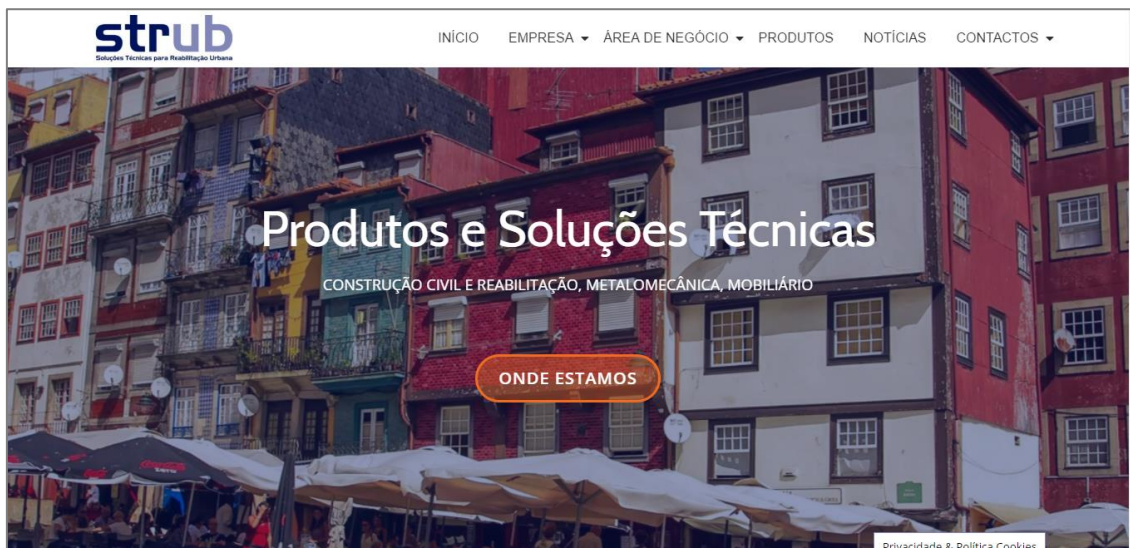 strub
Soluções Técnicas para Reabilitação Urbana
INÍCIO EMPRESA ÁREA DE NEGÓCIO PRODUTOS NOTÍCIAS CONTACTOS
Produtos e Soluções Técnicas
CONSTRUÇÃO CIVIL E REABILITAÇÃO, METALOMECÂNICA, MOBILIÁRIO
ONDE ESTAMOS
Privacidade & Política Cookies